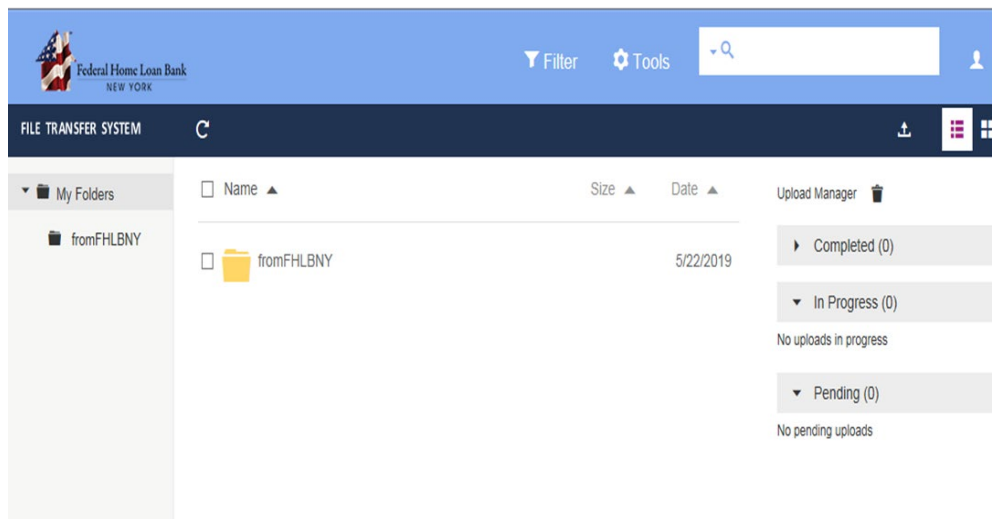 Federal Home Loan Bank
NEW YORK
Filter
Tools
FILE TRANSFER SYSTEM
My Folders
fromFHLBNY
Name
Size
Date
fromFHLBNY
5/22/2019
Upload Manager
Completed (0)
In Progress (0)
No uploads in progress
Pending (0)
No pending uploads